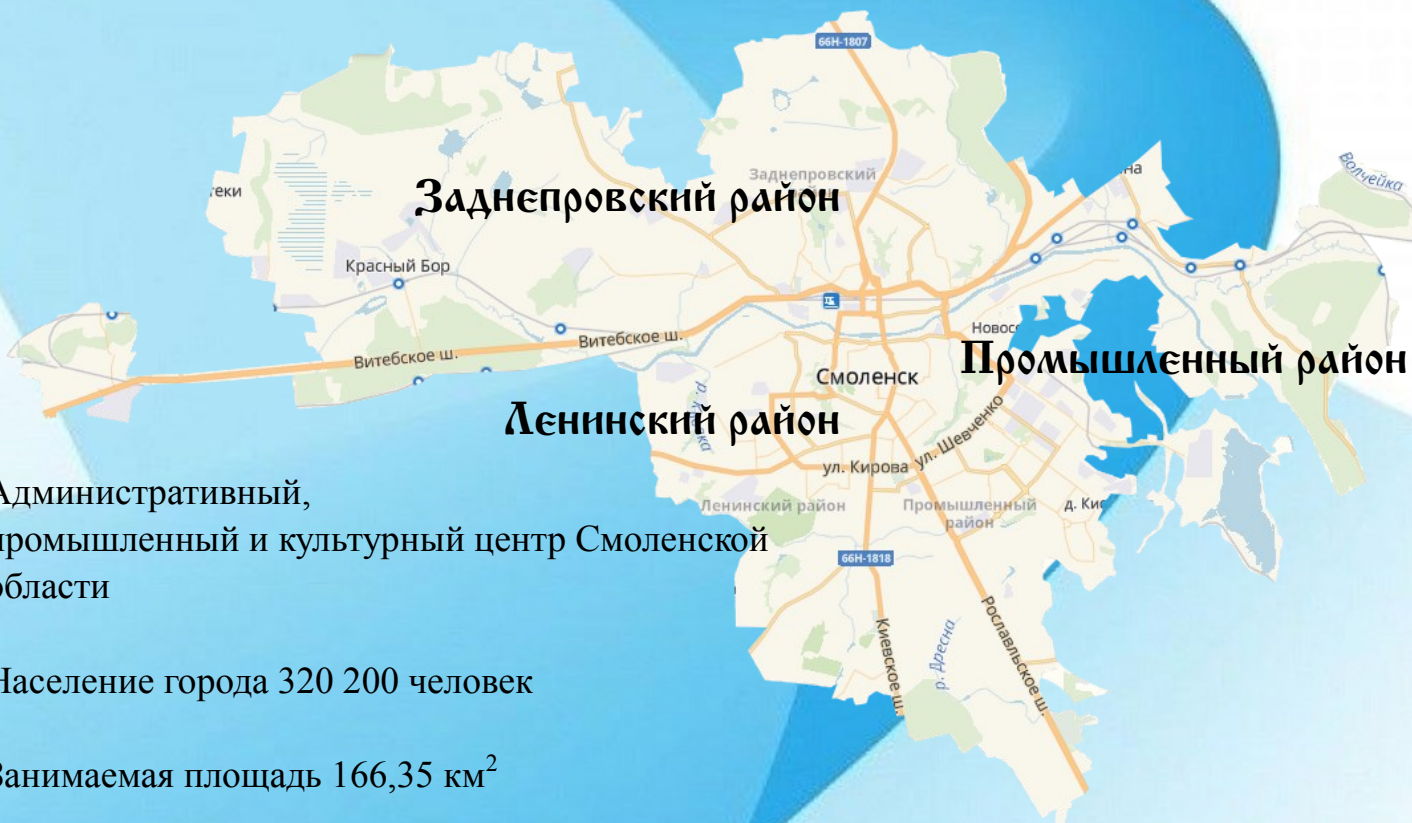 66Н-1807
Волчейка
Заднепровский
Заднепровский район
Красный Бор
Витебское ш.
Витебское ш.
Смоленск
Промышленный район
р.
Ленинский район
ул. Шевченко
ул. Кирова
Ленинский район
Промышленный
район
д.
66Н-1818
Киевское ш.
р. Дресна
Рославльское ш.
Административный,
промышленный и культурный центр Смоленской
области
Население города 320 200 человек
Занимаемая площадь 166,35 км²